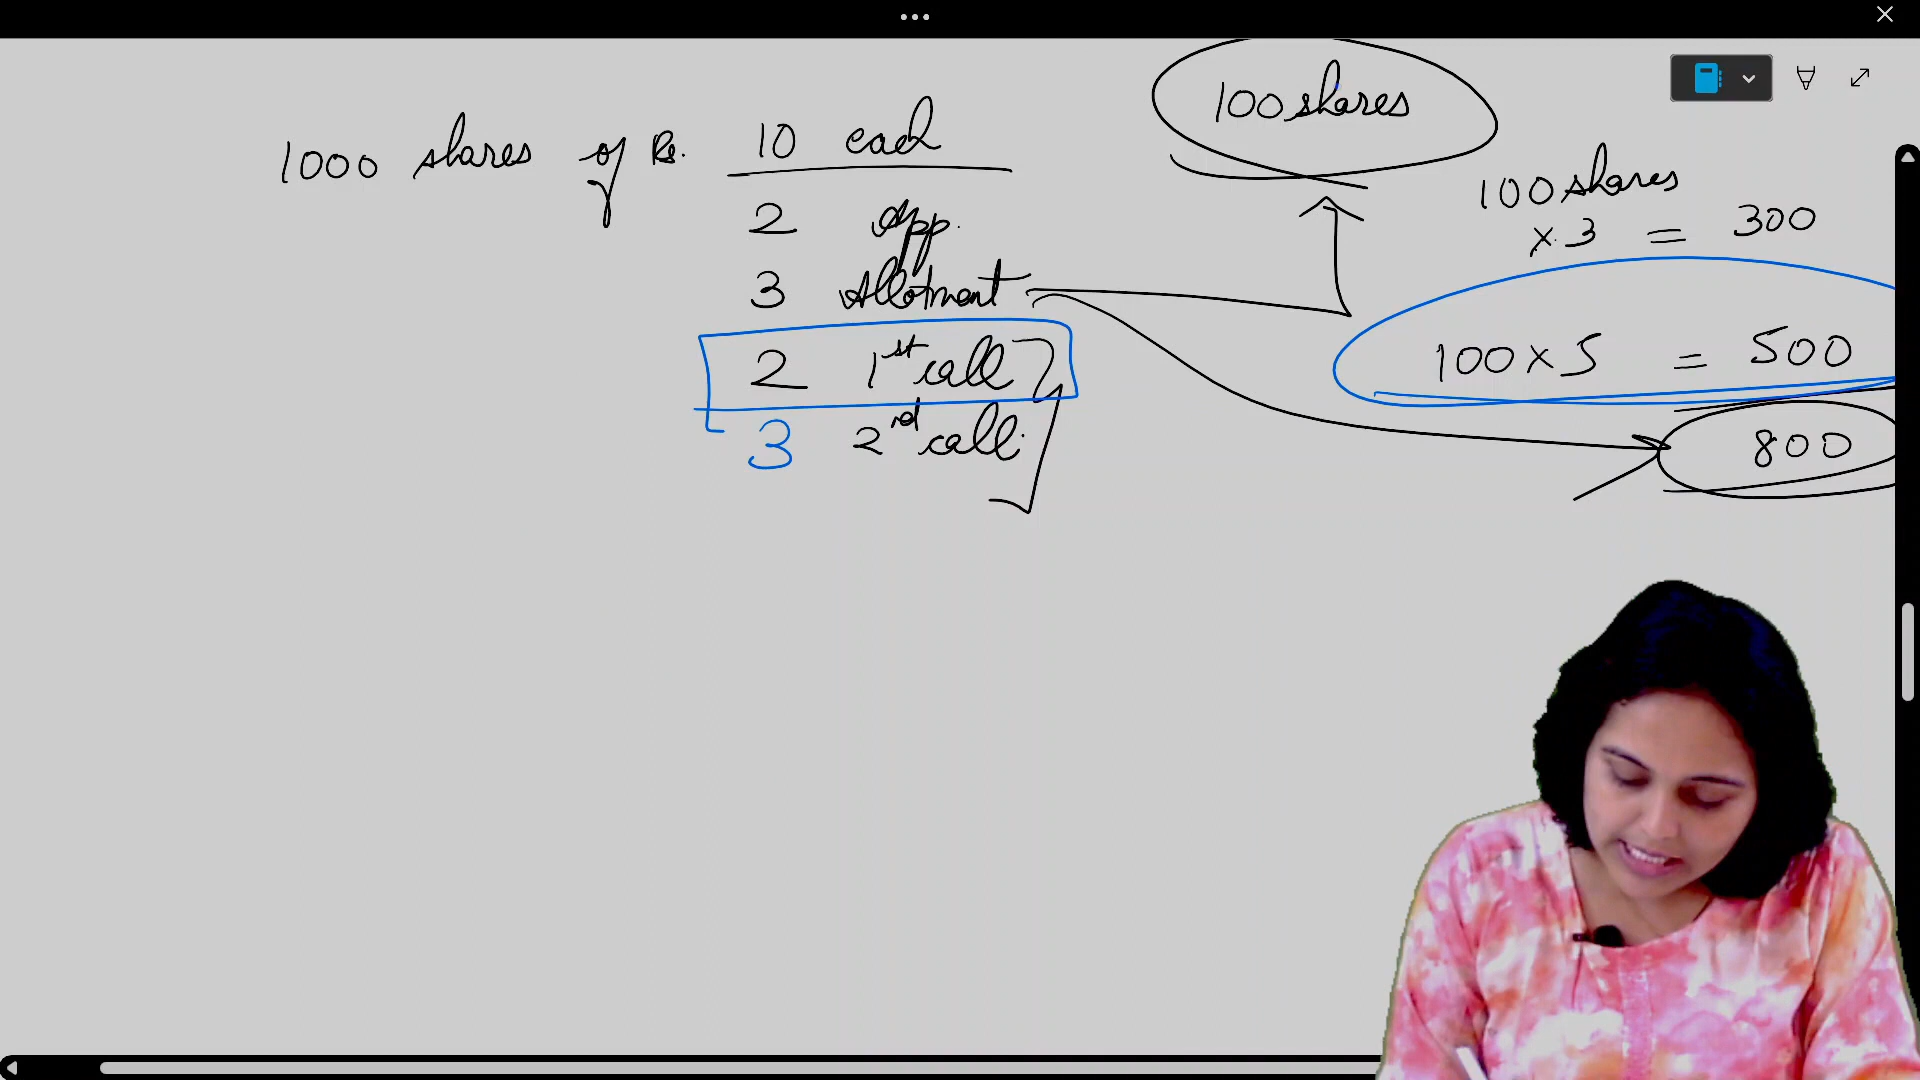 1000 shares of Rs. 10 each
2 App.
3 Allotment
2 1st call
3 2nd call.
100 shares
100 shares
x 3 = 300
100 x 5 = 500
800